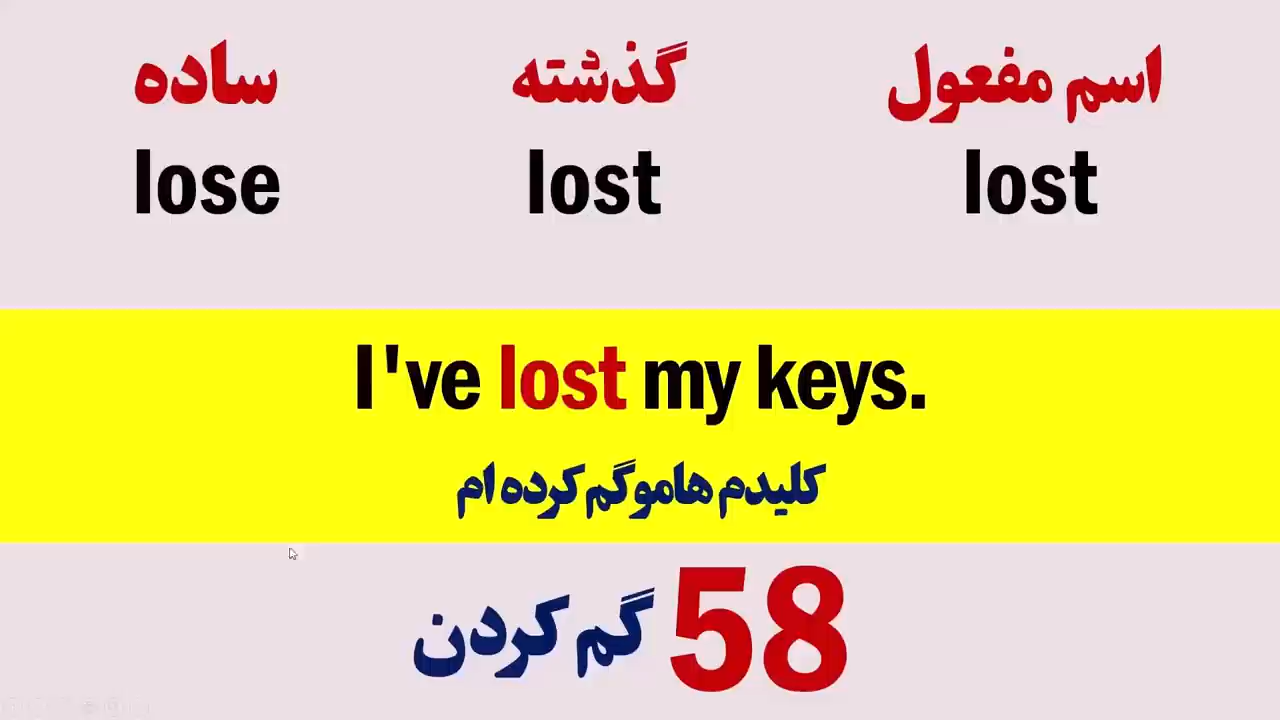 ساده گذشته اسم مفعول
lose lost lost
I've lost my keys.
کلیدم هامو گم کرده ام
58 گم کردن